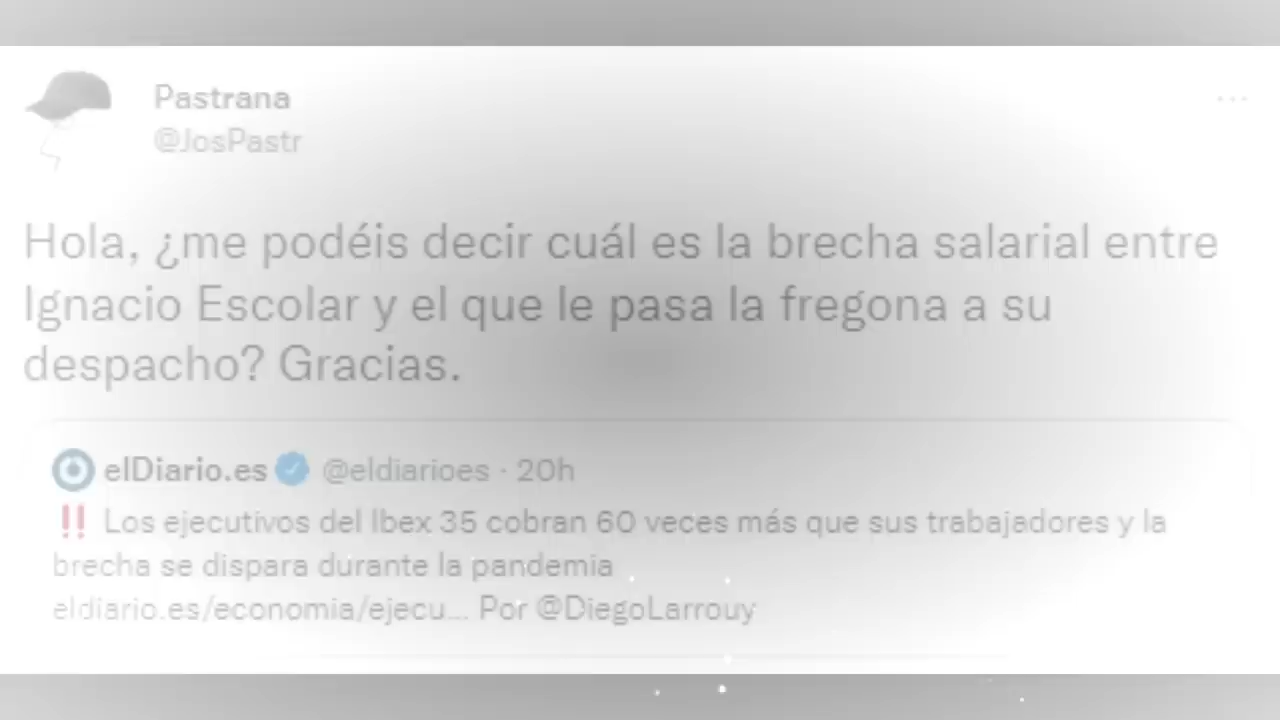 Pastrana
@JosPastr
Hola, ¿me podéis decir cuál es la brecha salarial entre
Ignacio Escolar y el que le pasa la fregona a su
despacho? Gracias.
elDiario.es @eldiarioes · 20h
‼ Los ejecutivos del Ibex 35 cobran 60 veces más que sus trabajadores y la
brecha se dispara durante la pandemia
eldiario.es/economia/ejecu... Por @DiegoLarrouy